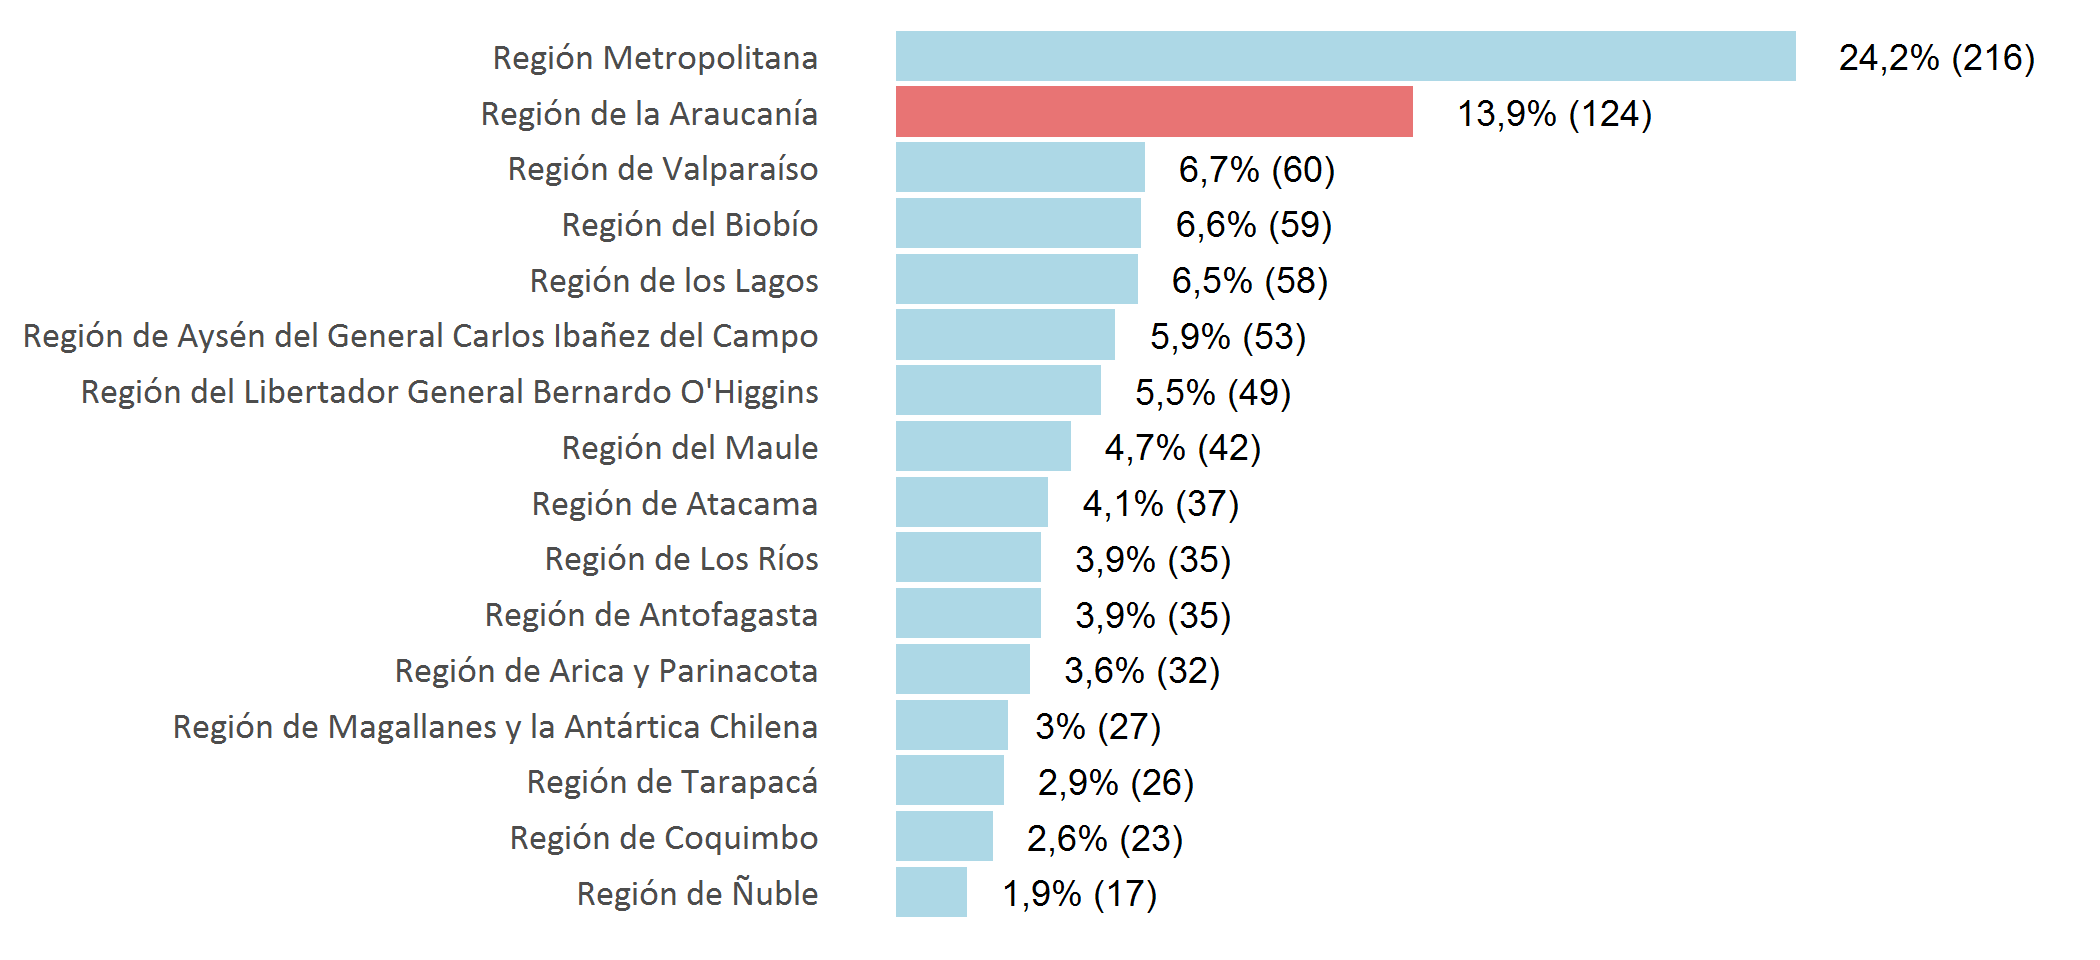 Región Metropolitana 24,2% (216)
Región de la Araucanía 13,9% (124)
Región de Valparaíso 6,7% (60)
Región del Biobío 6,6% (59)
Región de los Lagos 6,5% (58)
Región de Aysén del General Carlos Ibañez del Campo 5,9% (53)
Región del Libertador General Bernardo O'Higgins 5,5% (49)
Región del Maule 4,7% (42)
Región de Atacama 4,1% (37)
Región de Los Ríos 3,9% (35)
Región de Antofagasta 3,9% (35)
Región de Arica y Parinacota 3,6% (32)
Región de Magallanes y la Antártica Chilena 3% (27)
Región de Tarapacá 2,9% (26)
Región de Coquimbo 2,6% (23)
Región de Ñuble 1,9% (17)